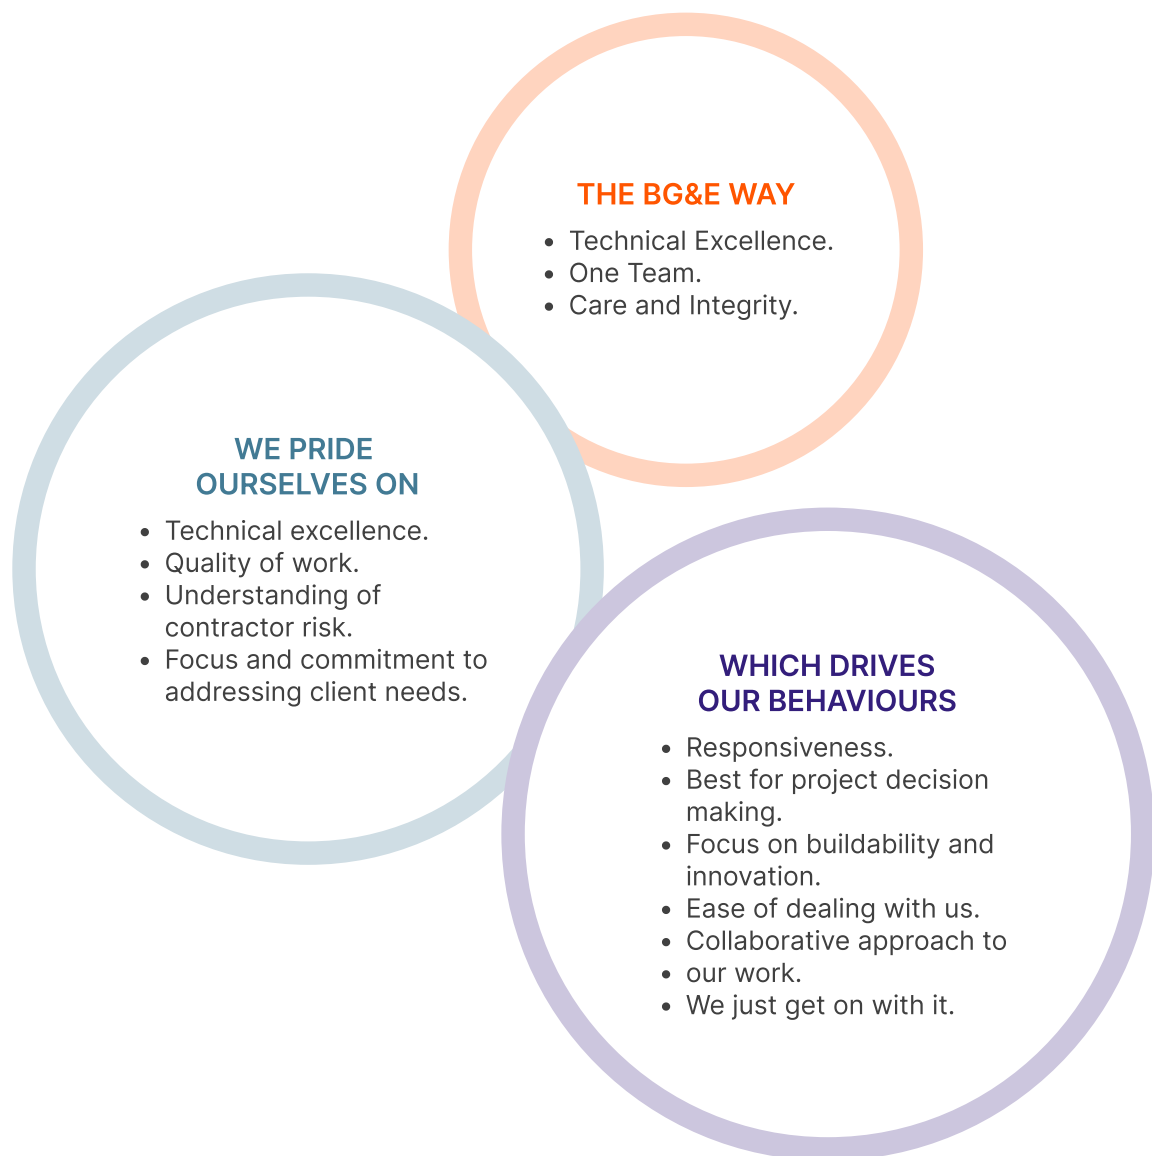 THE BG&E WAY
• Technical Excellence.
• One Team.
• Care and Integrity.
WE PRIDE
OURSELVES ON
• Technical excellence.
• Quality of work.
• Understanding of
contractor risk.
• Focus and commitment to
addressing client needs.
WHICH DRIVES
OUR BEHAVIOURS
• Responsiveness.
• Best for project decision
making.
• Focus on buildability and
innovation.
• Ease of dealing with us.
• Collaborative approach to
• our work.
• We just get on with it.